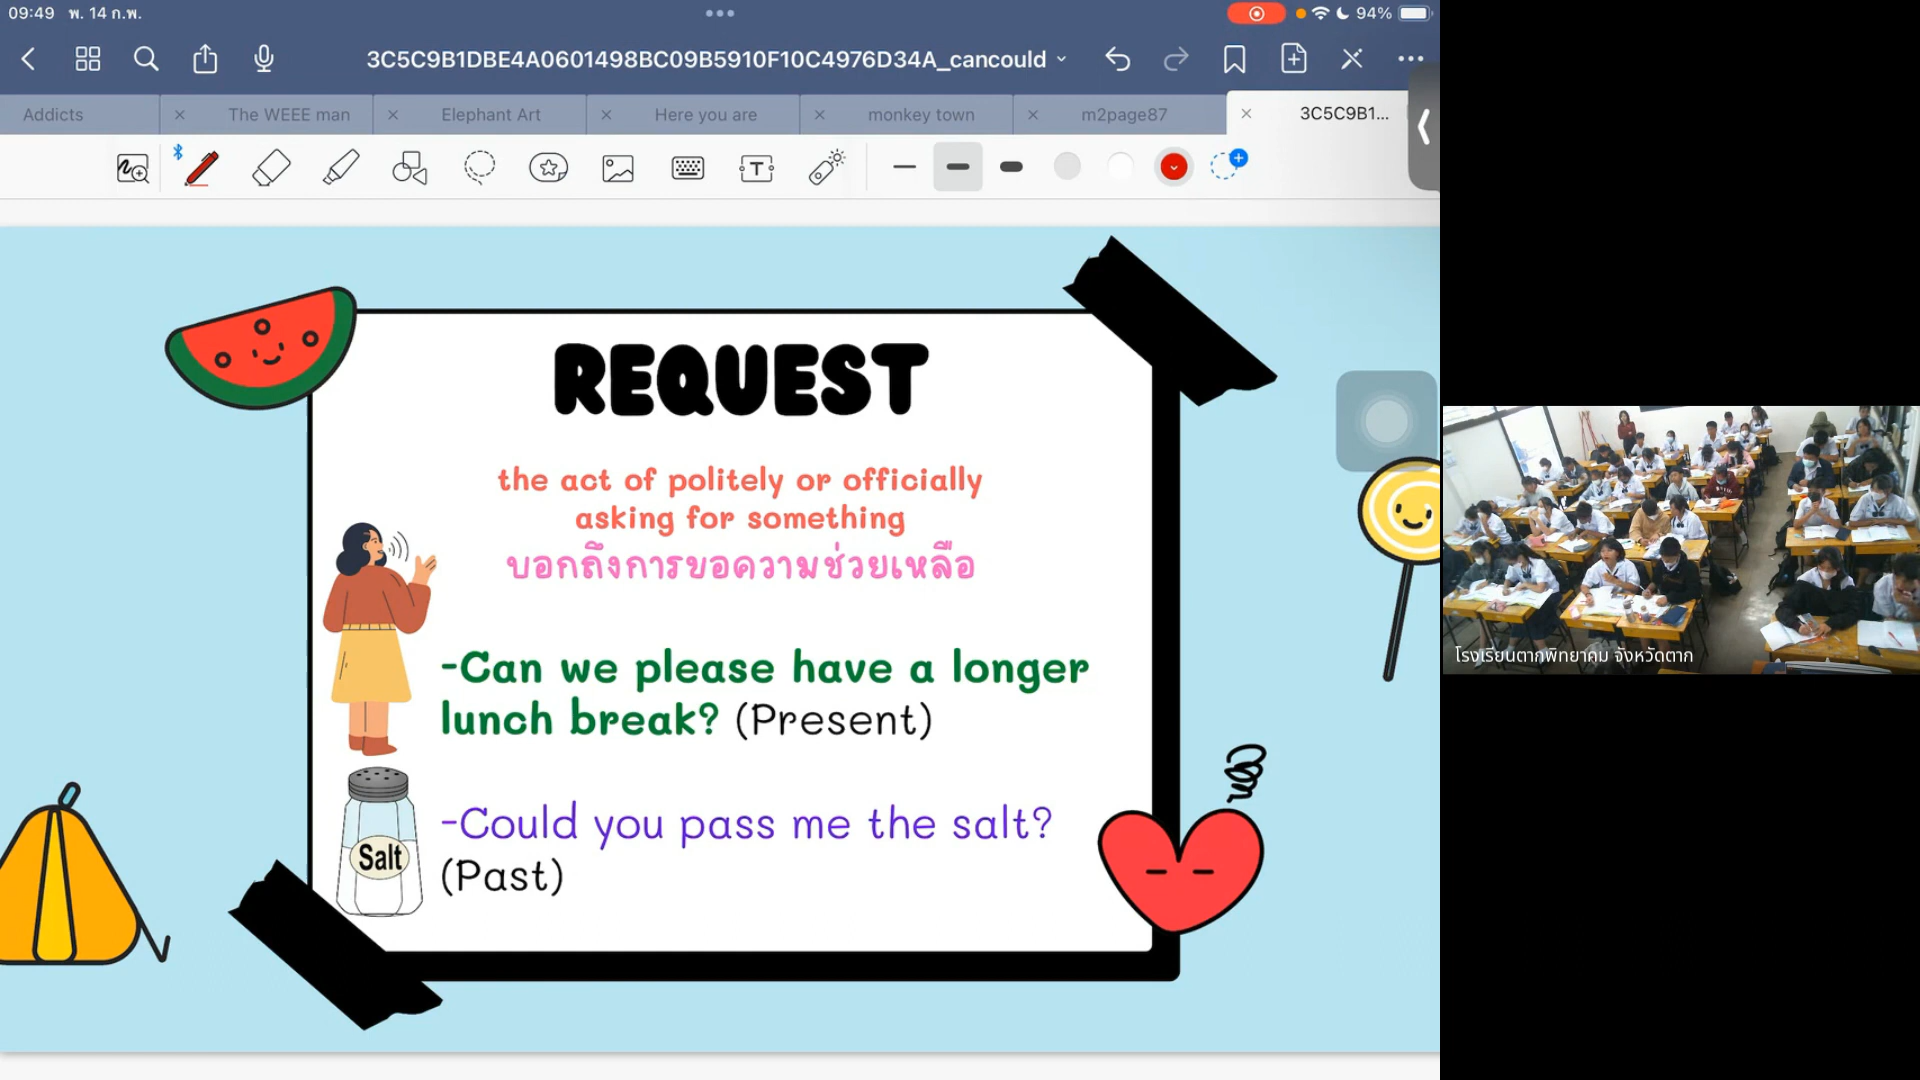 09:49 พ. 14 ก.พ.
94%
3C5C9B1DBE4A0601498BC09B5910F10C4976D34A_cancould
Addicts
The WEEE man
Elephant Art
Here you are
monkey town
m2page87
3C5C9B1...
REQUEST
the act of politely or officially
asking for something
บอกถึงการขอความช่วยเหลือ
-Can we please have a longer
lunch break? (Present)
-Could you pass me the salt?
(Past)
Salt
โรงเรียนตากพิทยาคม จังหวัดตาก